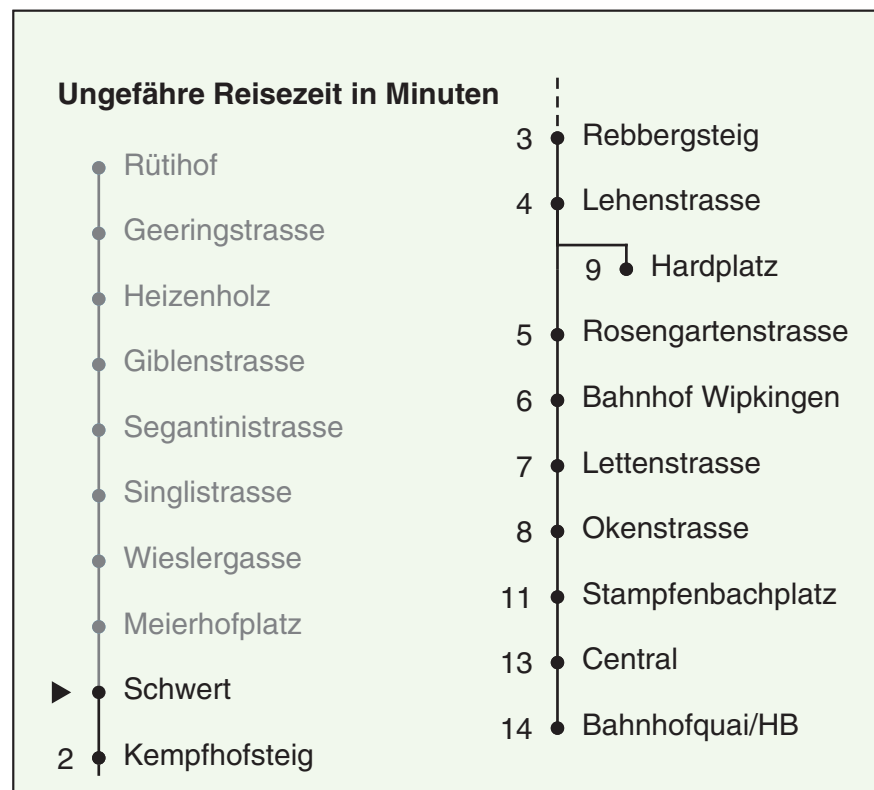 Ungefähre Reisezeit in Minuten
Rütihof
Geeringstrasse
Heizenholz
Giblenstrasse
Segantinistrasse
Singlistrasse
Wieslergasse
Meierhofplatz
Schwert
2 Kempfhofsteig
3 Rebbergsteig
4 Lehenstrasse
9 Hardplatz
5 Rosengartenstrasse
6 Bahnhof Wipkingen
7 Lettenstrasse
8 Okenstrasse
11 Stampfenbachplatz
13 Central
14 Bahnhofquai/HB